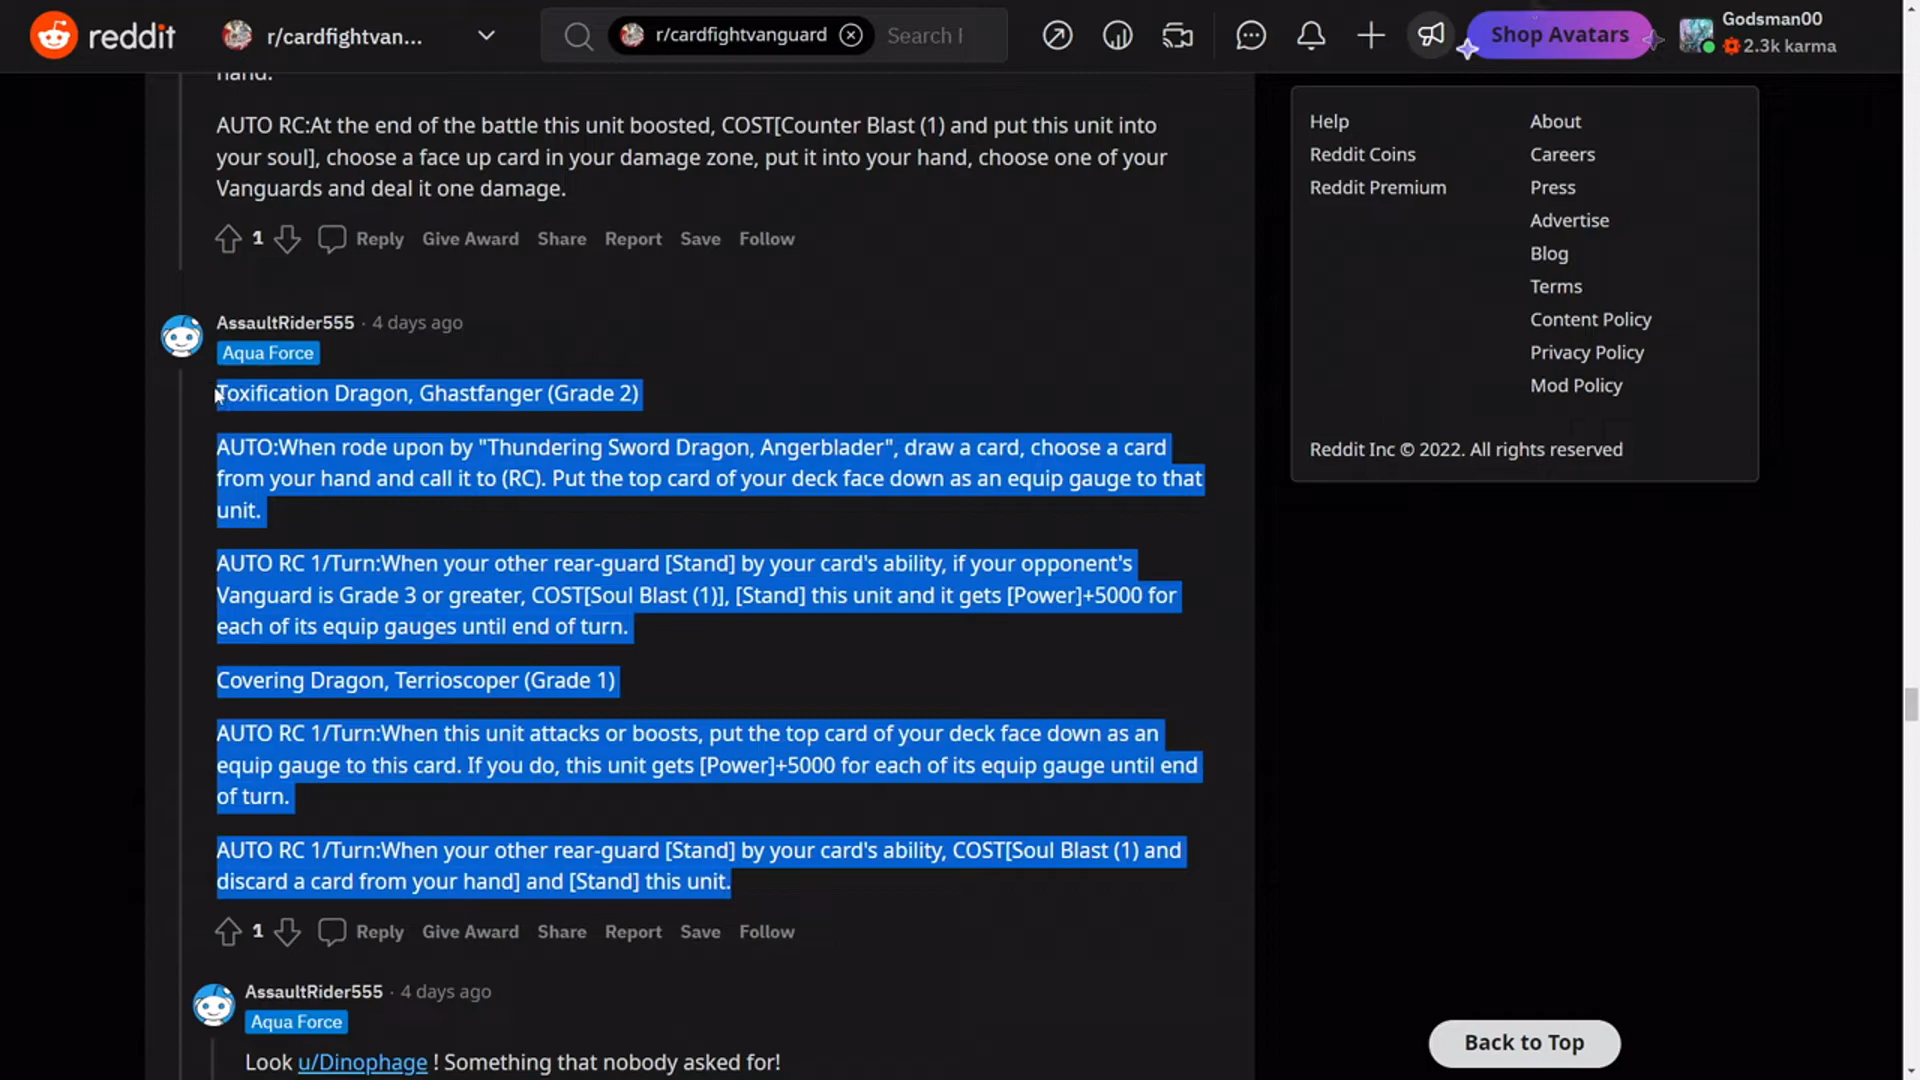 reddit
r/cardfightvan...
r/cardfightvanguard
Search
Shop Avatars
Godsman00
2.3k karma
hand.
AUTO RC:At the end of the battle this unit boosted, COST[Counter Blast (1) and put this unit into
your soul], choose a face up card in your damage zone, put it into your hand, choose one of your
Vanguards and deal it one damage.
1 Reply Give Award Share Report Save Follow
AssaultRider555 · 4 days ago
Aqua Force
Toxification Dragon, Ghastfanger (Grade 2)
AUTO:When rode upon by "Thundering Sword Dragon, Angerblader", draw a card, choose a card
from your hand and call it to (RC). Put the top card of your deck face down as an equip gauge to that
unit.
AUTO RC 1/Turn:When your other rear-guard [Stand] by your card's ability, if your opponent's
Vanguard is Grade 3 or greater, COST[Soul Blast (1)], [Stand] this unit and it gets [Power]+5000 for
each of its equip gauges until end of turn.
Covering Dragon, Terrioscoper (Grade 1)
AUTO RC 1/Turn:When this unit attacks or boosts, put the top card of your deck face down as an
equip gauge to this card. If you do, this unit gets [Power]+5000 for each of its equip gauge until end
of turn.
AUTO RC 1/Turn:When your other rear-guard [Stand] by your card's ability, COST[Soul Blast (1) and
discard a card from your hand] and [Stand] this unit.
1 Reply Give Award Share Report Save Follow
AssaultRider555 · 4 days ago
Aqua Force
Look u/Dinophage ! Something that nobody asked for!
Help
Reddit Coins
Reddit Premium
About
Careers
Press
Advertise
Blog
Terms
Content Policy
Privacy Policy
Mod Policy
Reddit Inc © 2022. All rights reserved
Back to Top